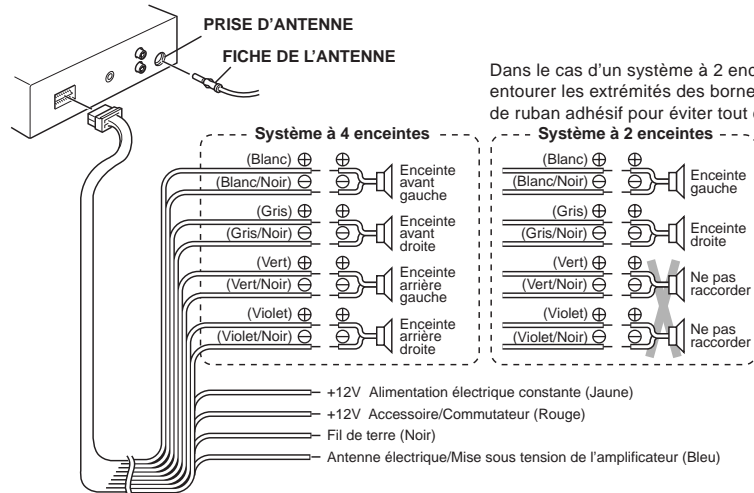 PRISE D'ANTENNE
FICHE DE L'ANTENNE
Dans le cas d'un système à 2 enc
entourer les extrémités des borne
de ruban adhésif pour éviter tout
Système à 4 enceintes
(Blanc) ⊕ ⊕
(Blanc/Noir) ⊖ ⊖
Enceinte
avant
gauche
(Gris) ⊕ ⊕
(Gris/Noir) ⊖ ⊖
Enceinte
avant
droite
(Vert) ⊕ ⊕
(Vert/Noir) ⊖ ⊖
Enceinte
arrière
gauche
(Violet) ⊕ ⊕
(Violet/Noir) ⊖ ⊖
Enceinte
arrière
droite
Système à 2 enceintes
(Blanc) ⊕ ⊕
(Blanc/Noir) ⊖ ⊖
Enceinte
gauche
(Gris) ⊕ ⊕
(Gris/Noir) ⊖ ⊖
Enceinte
droite
(Vert) ⊕ ⊕
(Vert/Noir) ⊖ ⊖
Ne pas
raccorder
(Violet) ⊕ ⊕
(Violet/Noir) ⊖ ⊖
Ne pas
raccorder
+12V Alimentation électrique constante (Jaune)
+12V Accessoire/Commutateur (Rouge)
Fil de terre (Noir)
Antenne électrique/Mise sous tension de l'amplificateur (Bleu)